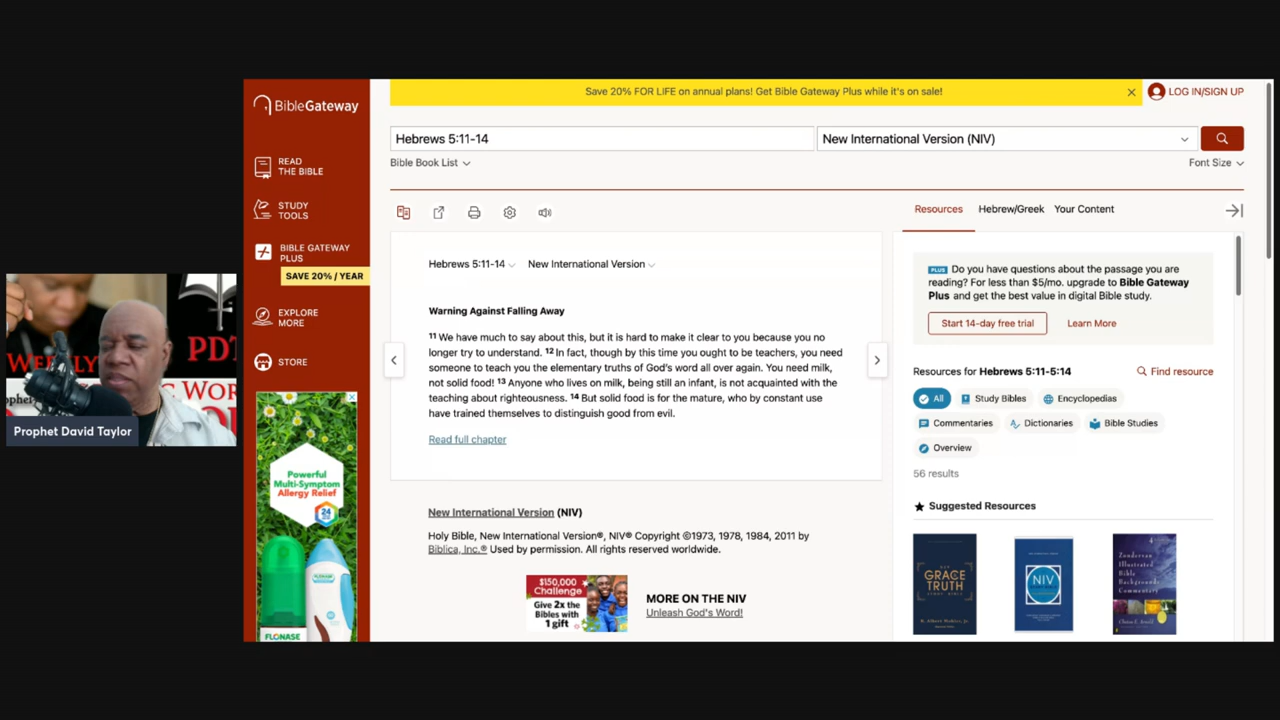 Save 20% FOR LIFE on annual plans! Get Bible Gateway Plus while it's on sale!
LOG IN/SIGN UP
BibleGateway
Hebrews 5:11-14
New International Version (NIV)
Bible Book List
Font Size
READ
THE BIBLE
STUDY
TOOLS
BIBLE GATEWAY
PLUS
SAVE 20% / YEAR
EXPLORE
MORE
STORE
Powerful
Multi-Symptom
Allergy Relief
24
FLONASE
WEEKLY
PDT
Prophet David Taylor
Hebrews 5:11-14
New International Version
Warning Against Falling Away
11 We have much to say about this, but it is hard to make it clear to you because you no
longer try to understand. 12 In fact, though by this time you ought to be teachers, you need
someone to teach you the elementary truths of God's word all over again. You need milk,
not solid food! 13 Anyone who lives on milk, being still an infant, is not acquainted with the
teaching about righteousness. 14 But solid food is for the mature, who by constant use
have trained themselves to distinguish good from evil.
Read full chapter
New International Version (NIV)
Holy Bible, New International Version®, NIV® Copyright ©1973, 1978, 1984, 2011 by
Biblica, Inc.® Used by permission. All rights reserved worldwide.
$150,000
Challenge
Give 2x the
Bibles with
1 gift
MORE ON THE NIV
Unleash God's Word!
Resources
Hebrew/Greek
Your Content
PLUS Do you have questions about the passage you are
reading? For less than $5/mo. upgrade to Bible Gateway
Plus and get the best value in digital Bible study.
Start 14-day free trial
Learn More
Resources for Hebrews 5:11-5:14
Find resource
All
Study Bibles
Encyclopedias
Commentaries
Dictionaries
Bible Studies
Overview
56 results
Suggested Resources
GRACE
TRUTH
STUDY BIBLE
NIV
Zondervan
Illustrated
Bible
Backgrounds
Commentary